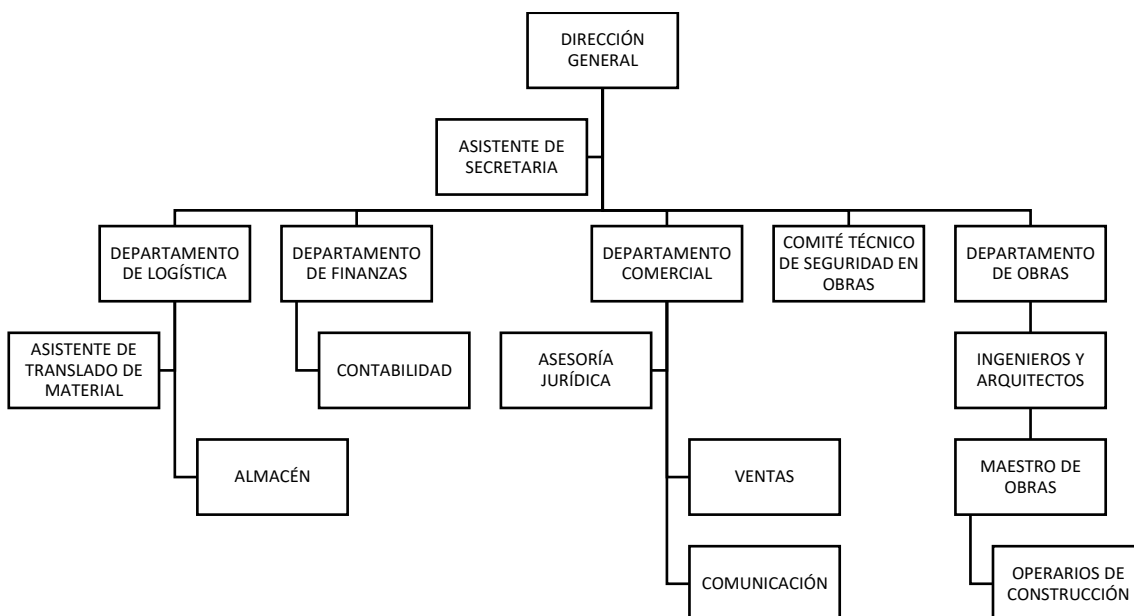 DIRECCIÓN
GENERAL
ASISTENTE DE
SECRETARIA
DEPARTAMENTO
DE LOGÍSTICA
DEPARTAMENTO
DE FINANZAS
DEPARTAMENTO
COMERCIAL
COMITÉ TÉCNICO
DE SEGURIDAD EN
OBRAS
DEPARTAMENTO
DE OBRAS
ASISTENTE DE
TRANSLADO DE
MATERIAL
CONTABILIDAD
ASESORÍA
JURÍDICA
INGENIEROS Y
ARQUITECTOS
ALMACÉN
VENTAS
MAESTRO DE
OBRAS
COMUNICACIÓN
OPERARIOS DE
CONSTRUCCIÓN